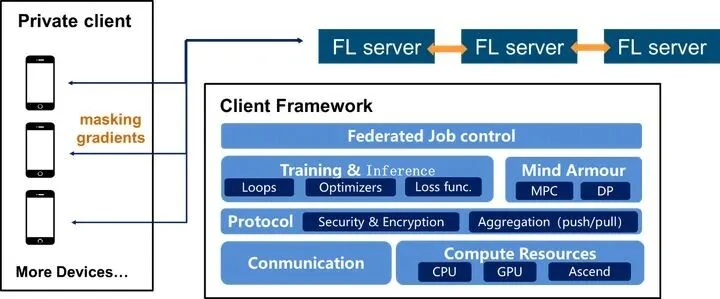 Private client
masking
gradients
More Devices...
FL server
FL server
FL server
Client Framework
Federated Job control
Training & Inference
Loops
Optimizers
Loss func.
Mind Armour
MPC
DP
Protocol
Security & Encryption
Aggregation (push/pull)
Conmunication
Compute Resources
CPU
GPU
Ascend